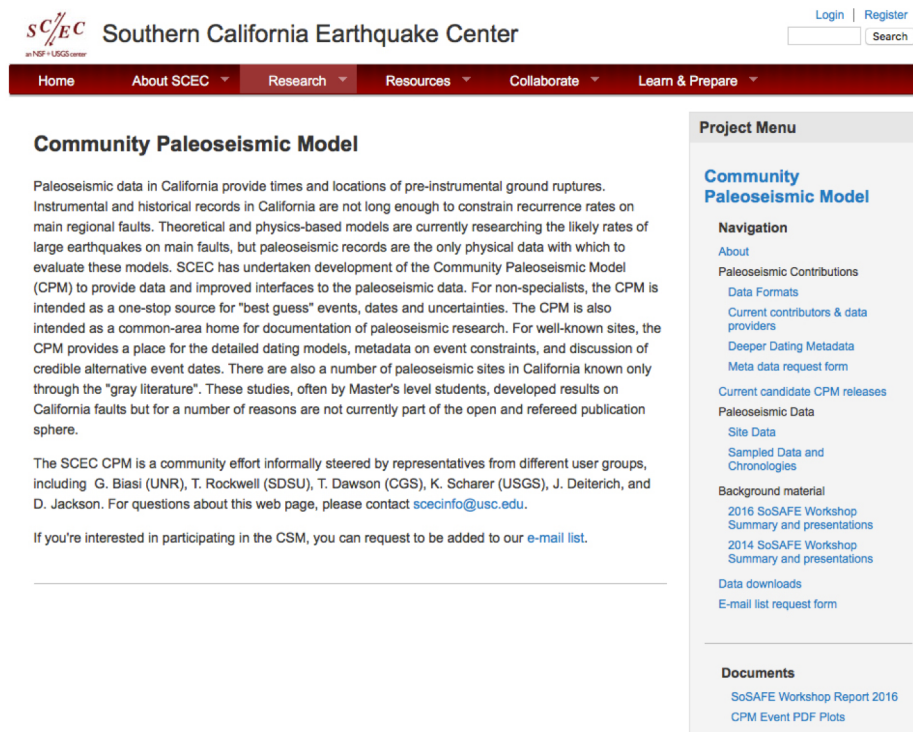 Login | Register
SC//EC
an NSF+USGS center
Southern California Earthquake Center
Search
Home About SCEC Research Resources Collaborate Learn & Prepare
Community Paleoseismic Model
Paleoseismic data in California provide times and locations of pre-instrumental ground ruptures.
Instrumental and historical records in California are not long enough to constrain recurrence rates on
main regional faults. Theoretical and physics-based models are currently researching the likely rates of
large earthquakes on main faults, but paleoseismic records are the only physical data with which to
evaluate these models. SCEC has undertaken development of the Community Paleoseismic Model
(CPM) to provide data and improved interfaces to the paleoseismic data. For non-specialists, the CPM is
intended as a one-stop source for "best guess" events, dates and uncertainties. The CPM is also
intended as a common-area home for documentation of paleoseismic research. For well-known sites, the
CPM provides a place for the detailed dating models, metadata on event constraints, and discussion of
credible alternative event dates. There are also a number of paleoseismic sites in California known only
through the "gray literature". These studies, often by Master's level students, developed results on
California faults but for a number of reasons are not currently part of the open and refereed publication
sphere.
The SCEC CPM is a community effort informally steered by representatives from different user groups,
including G. Biasi (UNR), T. Rockwell (SDSU), T. Dawson (CGS), K. Scharer (USGS), J. Deiterich, and
D. Jackson. For questions about this web page, please contact scecinfo@usc.edu.
If you're interested in participating in the CSM, you can request to be added to our e-mail list.
Project Menu
Community
Paleoseismic Model
Navigation
About
Paleoseismic Contributions
Data Formats
Current contributors & data
providers
Deeper Dating Metadata
Meta data request form
Current candidate CPM releases
Paleoseismic Data
Site Data
Sampled Data and
Chronologies
Background material
2016 SoSAFE Workshop
Summary and presentations
2014 SoSAFE Workshop
Summary and presentations
Data downloads
E-mail list request form
Documents
SoSAFE Workshop Report 2016
CPM Event PDF Plots